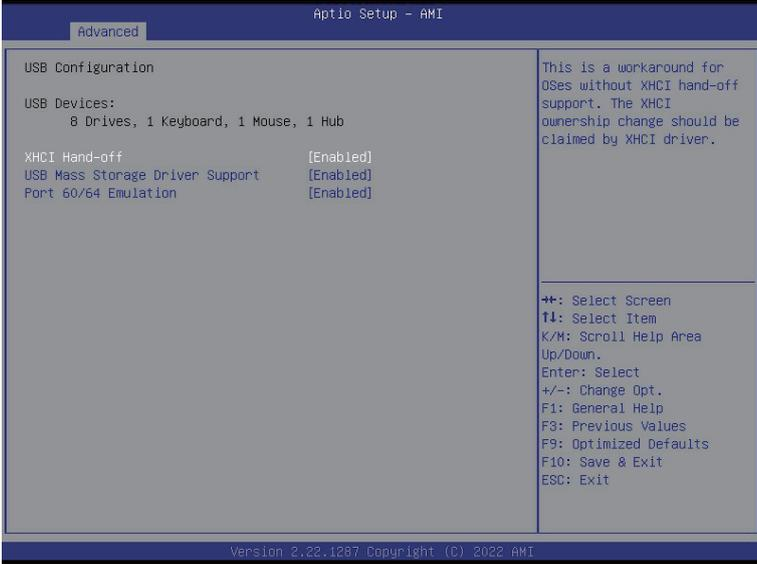 Aptio Setup - AMI
Advanced
USB Configuration
USB Devices:
8 Drives, 1 Keyboard, 1 Mouse, 1 Hub
XHCI Hand-off [Enabled]
USB Mass Storage Driver Support [Enabled]
Port 60/64 Emulation [Enabled]
This is a workaround for
OSes without XHCI hand-off
support. The XHCI
ownership change should be
claimed by XHCI driver.
→←: Select Screen
↑↓: Select Item
K/M: Scroll Help Area
Up/Down.
Enter: Select
+/-: Change Opt.
F1: General Help
F3: Previous Values
F9: Optimized Defaults
F10: Save & Exit
ESC: Exit
Version 2.22.1287 Copyright (C) 2022 AMI